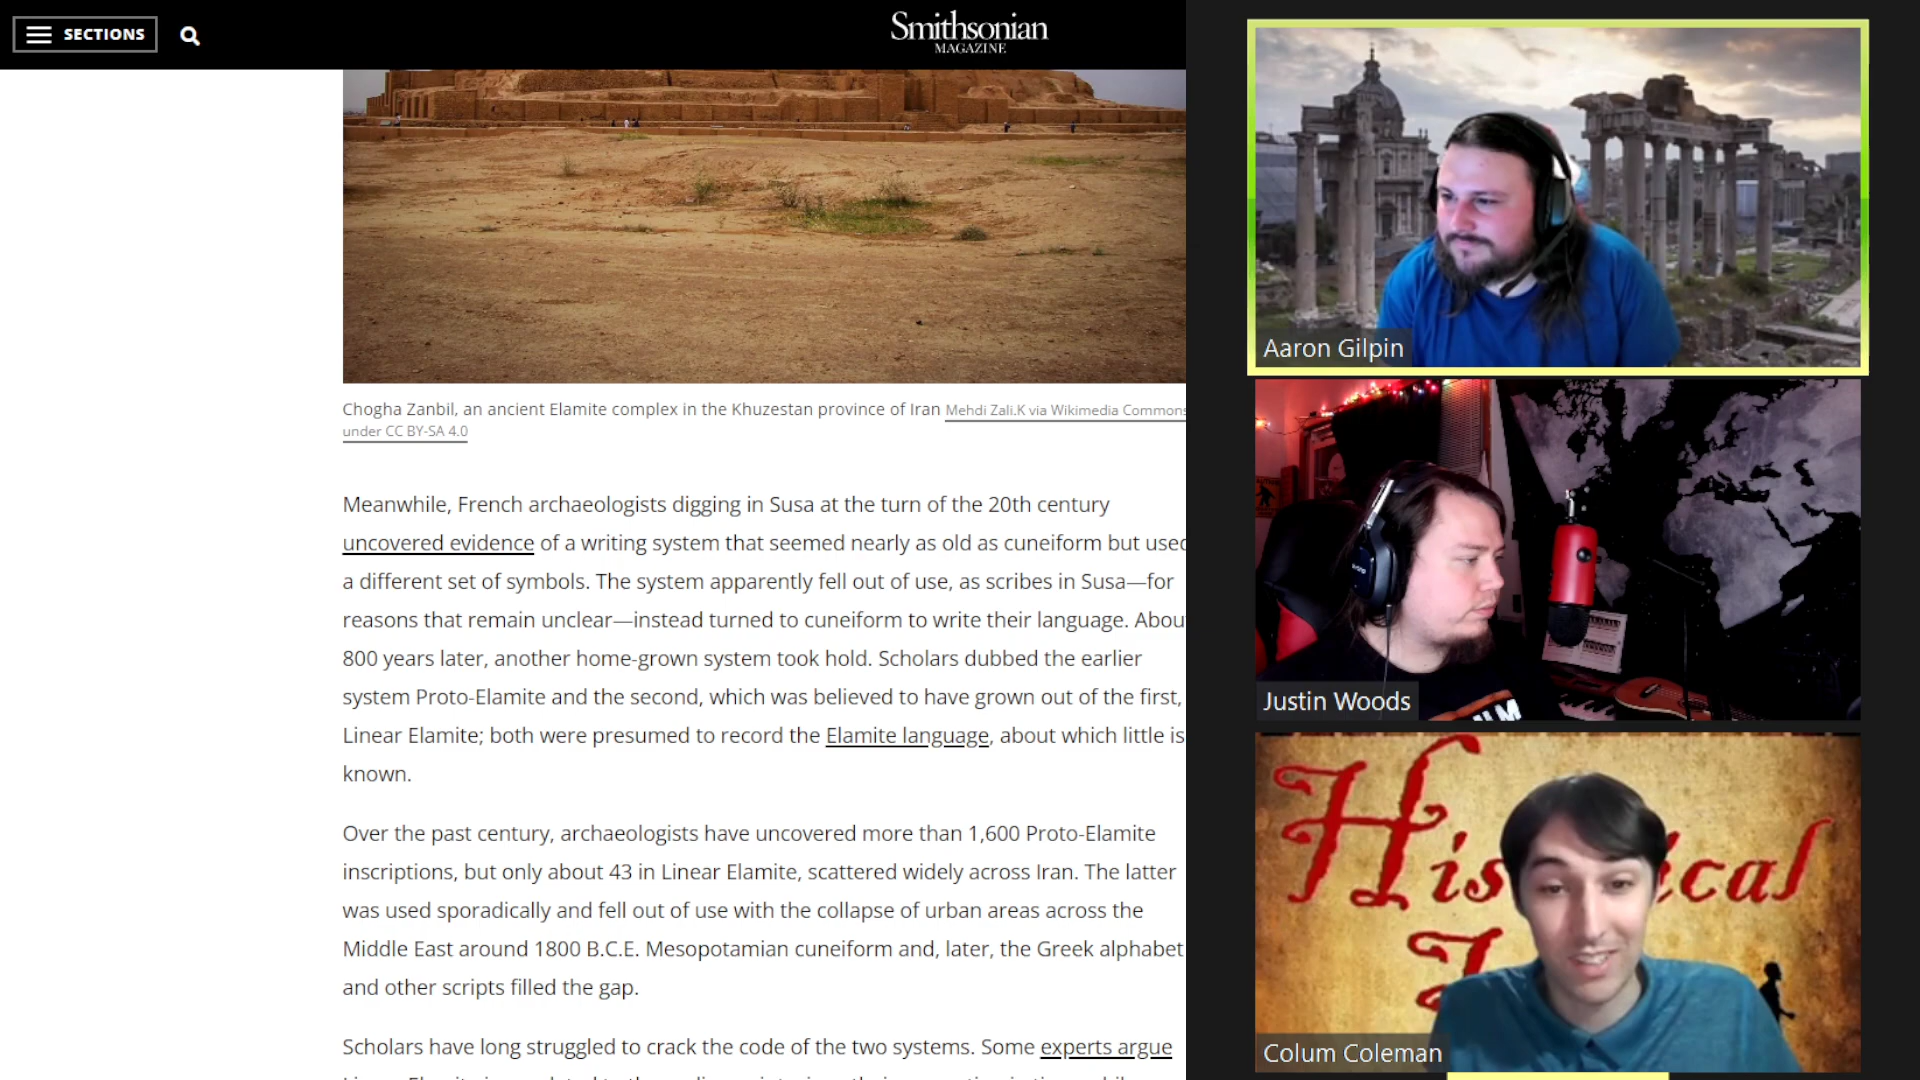 SECTIONS
Smithsonian
MAGAZINE
Chogha Zanbil, an ancient Elamite complex in the Khuzestan province of Iran Mehdi Zali.K via Wikimedia Commons
under CC BY-SA 4.0
Meanwhile, French archaeologists digging in Susa at the turn of the 20th century
uncovered evidence of a writing system that seemed nearly as old as cuneiform but used
a different set of symbols. The system apparently fell out of use, as scribes in Susa—for
reasons that remain unclear—instead turned to cuneiform to write their language. Abou
800 years later, another home-grown system took hold. Scholars dubbed the earlier
system Proto-Elamite and the second, which was believed to have grown out of the first,
Linear Elamite; both were presumed to record the Elamite language, about which little is
known.
Over the past century, archaeologists have uncovered more than 1,600 Proto-Elamite
inscriptions, but only about 43 in Linear Elamite, scattered widely across Iran. The latter
was used sporadically and fell out of use with the collapse of urban areas across the
Middle East around 1800 B.C.E. Mesopotamian cuneiform and, later, the Greek alphabet
and other scripts filled the gap.
Scholars have long struggled to crack the code of the two systems. Some experts argue
Aaron Gilpin
Justin Woods
His ical
Colum Coleman